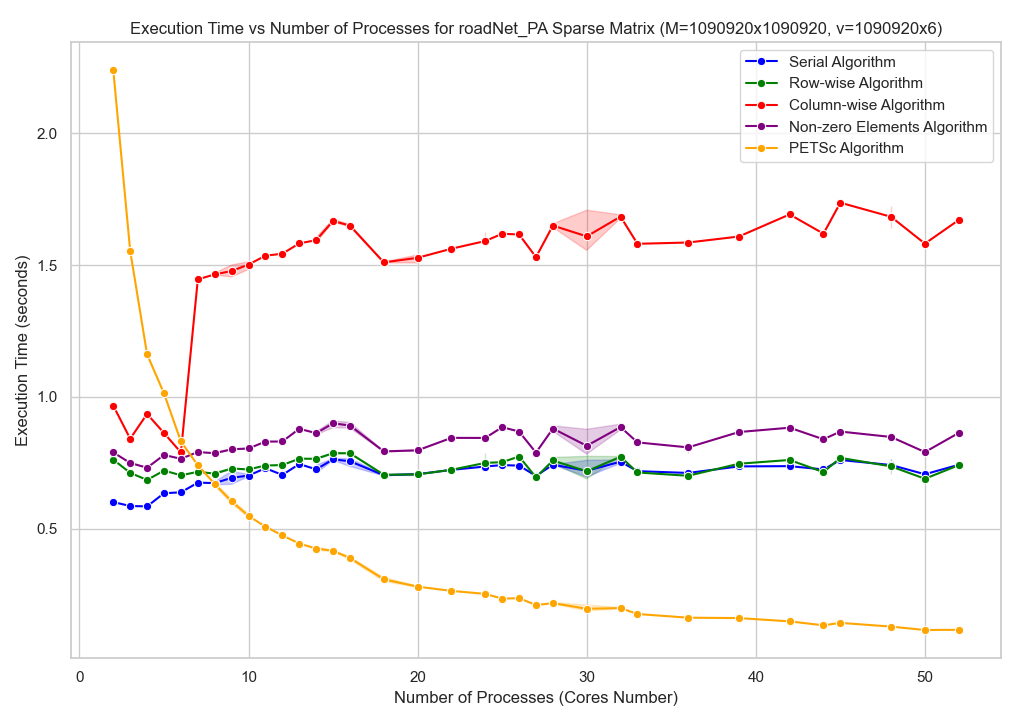 Execution Time vs Number of Processes for roadNet_PA Sparse Matrix (M=1090920x1090920, v=1090920x6)
Serial Algorithm
Row-wise Algorithm
Column-wise Algorithm
Non-zero Elements Algorithm
PETSc Algorithm
Execution Time (seconds)
2.0
1.5
1.0
0.5
0 10 20 30 40 50
Number of Processes (Cores Number)